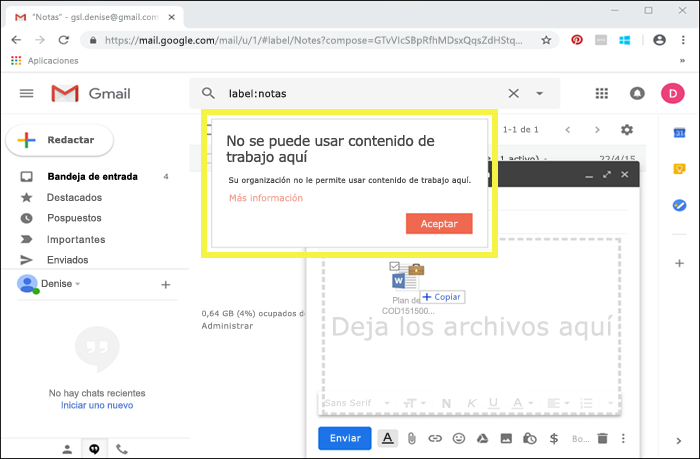 "Notas" - gsl.denise@gmail.com
https://mail.google.com/mail/u/1/#label/Notes?compose=GTvVlcSBpRfhMDsxQqsZdHStq...
Aplicaciones
Gmail
label:notas
D
Redactar
1-1 de 1
No se puede usar contenido de
trabajo aquí
1 activo) -
22/4/15
Su organización no le permite usar contenido de trabajo aquí.
Más información
Aceptar
Bandeja de entrada 4
Destacados
Pospuestos
Importantes
Enviados
Denise
Plan de
COD151500...
Copiar
0,64 GB (4%) ocupados de
Administrar
Deja los archivos aquí
No hay chats recientes
Iniciar uno nuevo
Sans Serif
Enviar
Bo...